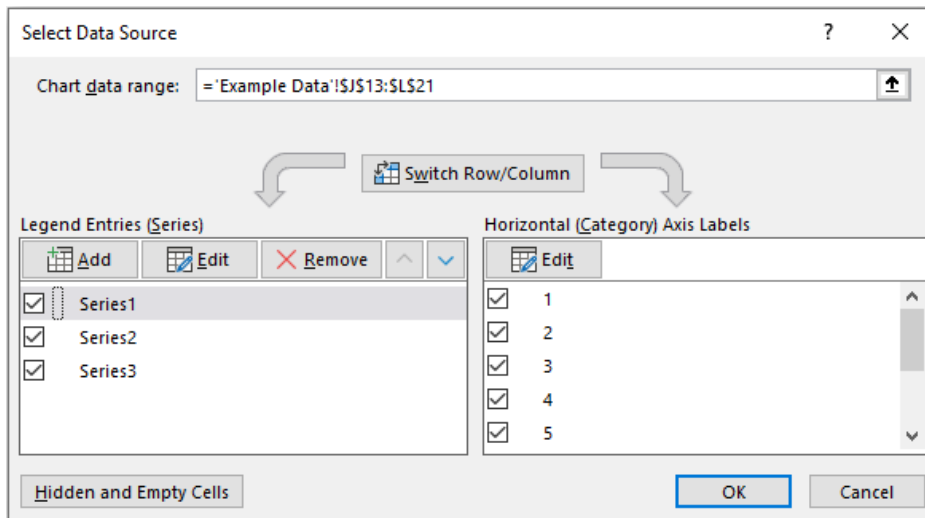 Select Data Source ? ×
Chart data range: ='Example Data'!$J$13:$L$21
Switch Row/Column
Legend Entries (Series)
Add Edit Remove
Series1
Series2
Series3
Horizontal (Category) Axis Labels
Edit
1
2
3
4
5
Hidden and Empty Cells
OK Cancel